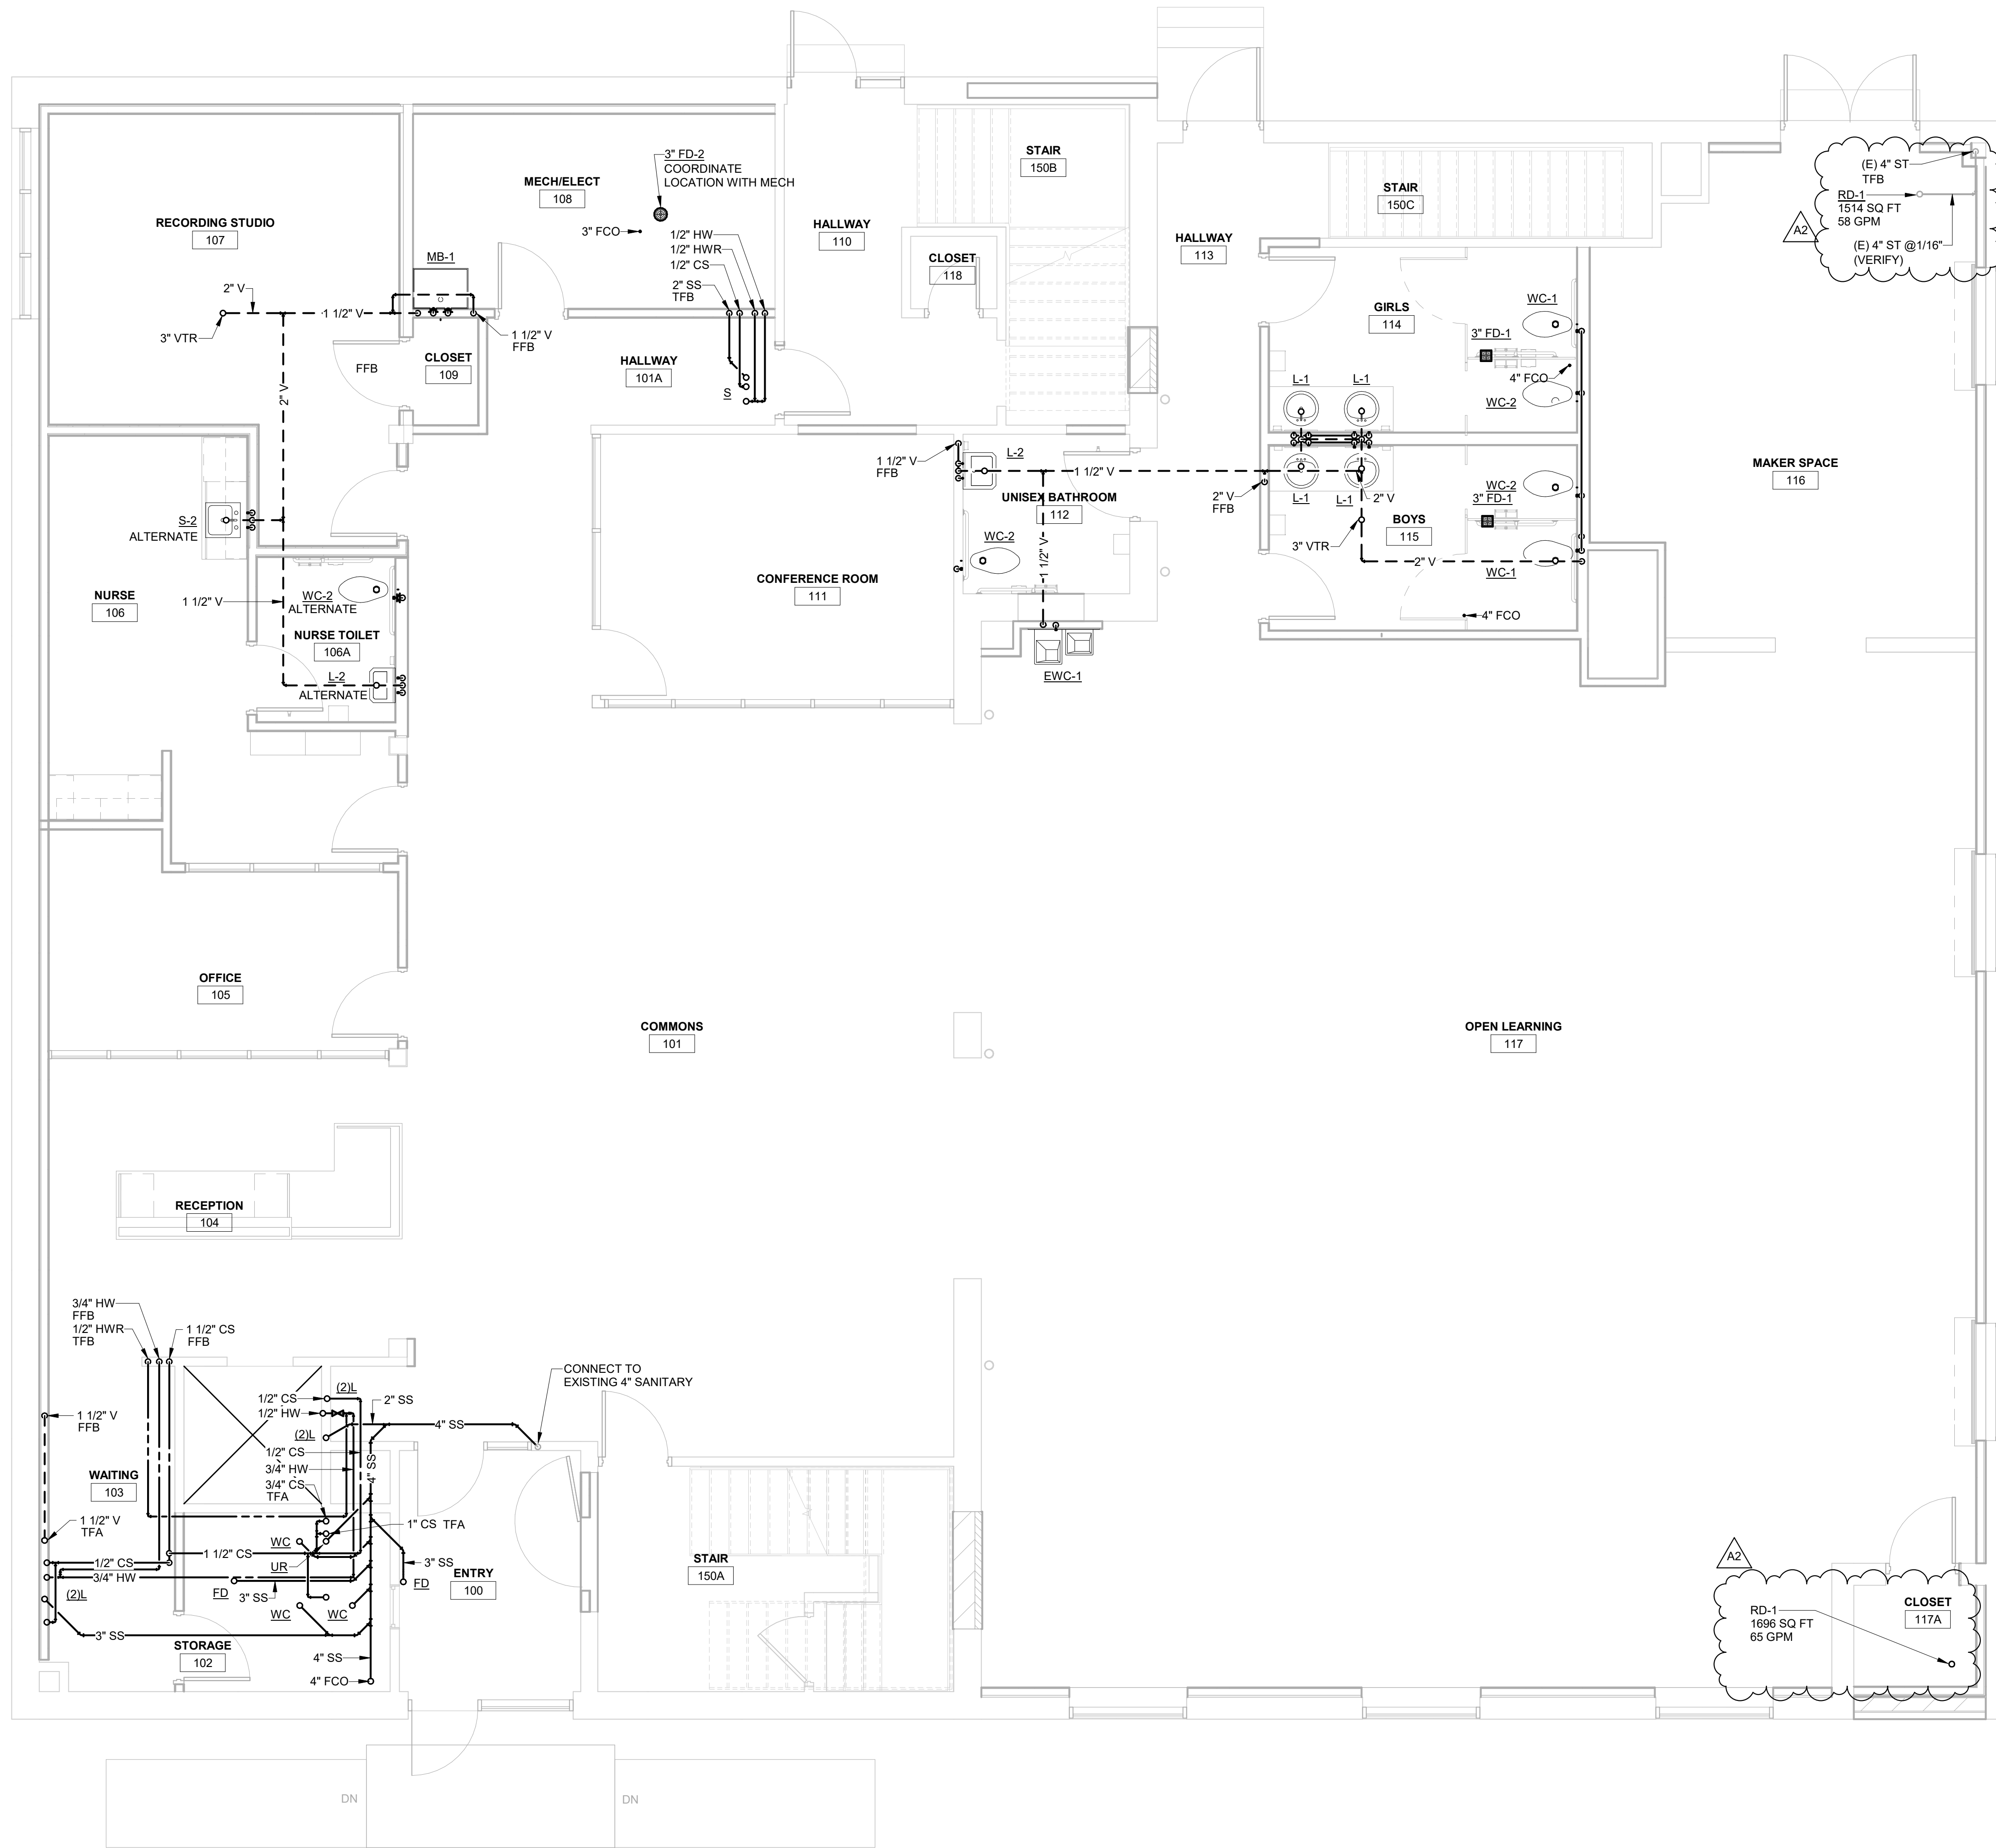 3" FD-2
COORDINATE
LOCATION WITH MECH
MECH/ELECT
108
3" FCO
STAIR
150B
STAIR
150C
(E) 4" ST
TFB
RD-1
1514 SQ FT
58 GPM
(E) 4" ST @1/16"
(VERIFY)
A2
RECORDING STUDIO
107
HALLWAY
110
HALLWAY
113
CLOSET
118
MB-1
1/2" HW
1/2" HWR
1/2" CS
2" SS
TFB
2" V
1 1/2" V
3" VTR
1 1/2" V
FFB
2" V
FFB
CLOSET
109
HALLWAY
101A
S
GIRLS
114
WC-1
3" FD-1
4" FCO
WC-2
L-1
L-1
MAKER SPACE
116
1 1/2" V
FFB
L-2
1 1/2" V
UNISEX BATHROOM
112
2" V
FFB
L-1
L-1
2" V
WC-2
3" FD-1
BOYS
115
3" VTR
2" V
WC-1
4" FCO
S-2
ALTERNATE
WC-2
1 1/2" V
CONFERENCE ROOM
111
NURSE
106
1 1/2" V
WC-2
ALTERNATE
NURSE TOILET
106A
L-2
ALTERNATE
EWC-1
OFFICE
105
COMMONS
101
OPEN LEARNING
117
RECEPTION
104
3/4" HW
FFB
1/2" HWR
TFB
1 1/2" CS
FFB
CONNECT TO
EXISTING 4" SANITARY
1/2" CS
(2)L
2" SS
1/2" HW
(2)L
4" SS
1 1/2" V
FFB
1/2" CS
3/4" HW
4" SS
3/4" CS
TFA
WAITING
103
1 1/2" V
TFA
1" CS TFA
WC
1/2" CS
1 1/2" CS
UR
3/4" HW
3" SS
FD
3" SS
FD
(2)L
WC
WC
ENTRY
100
STAIR
150A
3" SS
STORAGE
102
4" SS
4" FCO
A2
RD-1
1696 SQ FT
65 GPM
CLOSET
117A
DN
DN